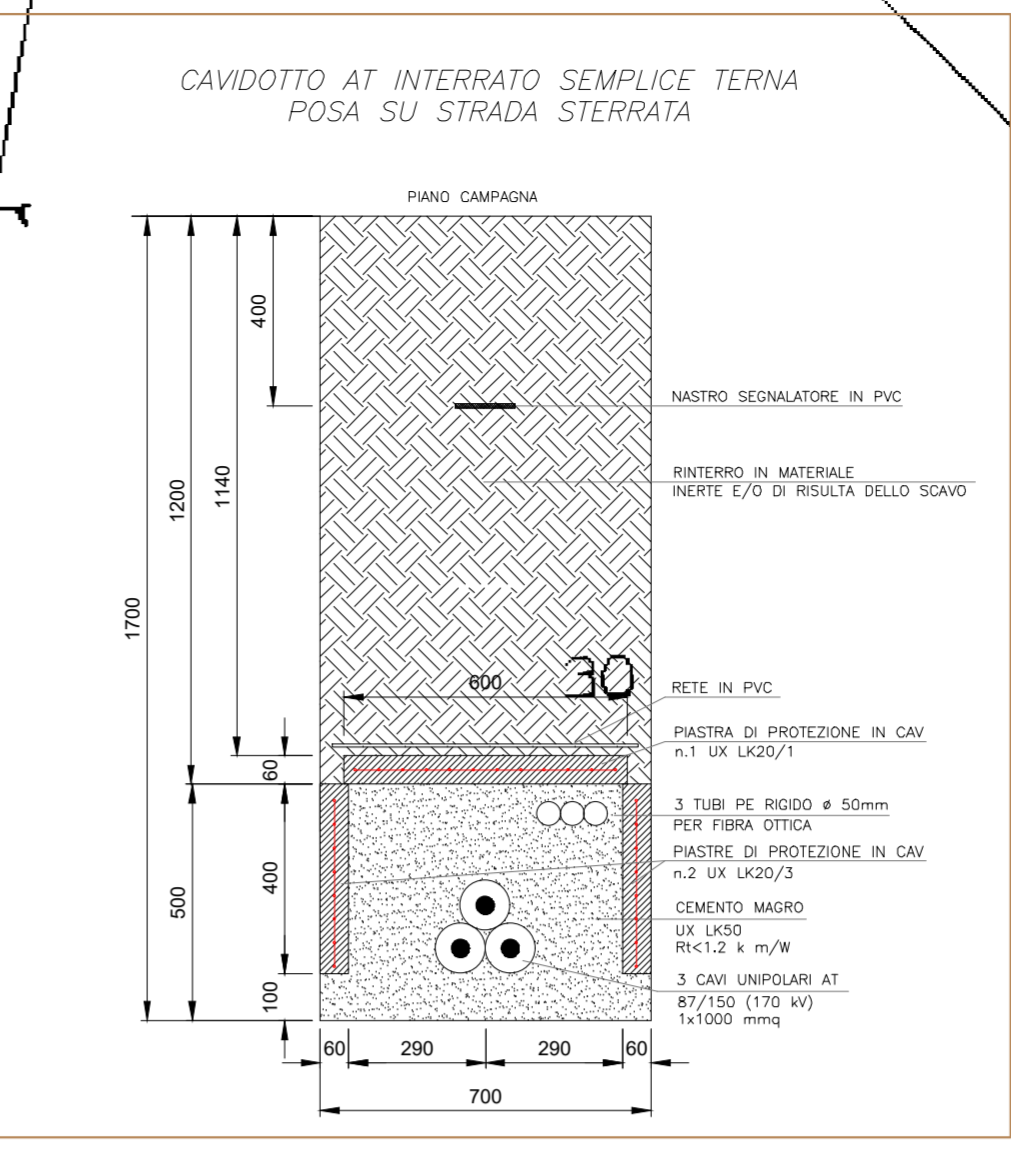 CAVIDOTTO AT INTERRATO SEMPLICE TERNA
POSA SU STRADA STERRATA
PIANO CAMPAGNA
400
NASTRO SEGNALATORE IN PVC
RINTERRO IN MATERIALE
INERTE E/O DI RISULTA DELLO SCAVO
1140
1200
1700
30
600
RETE IN PVC
PIASTRA DI PROTEZIONE IN CAV
n.1 UX LK20/1
60
3 TUBI PE RIGIDO ø 50mm
PER FIBRA OTTICA
PIASTRE DI PROTEZIONE IN CAV
n.2 UX LK20/3
400
500
CEMENTO MAGRO
UX LK50
Rt<1.2 k m/W
3 CAVI UNIPOLARI AT
87/150 (170 kV)
1x1000 mmq
100
60 290 290 60
700